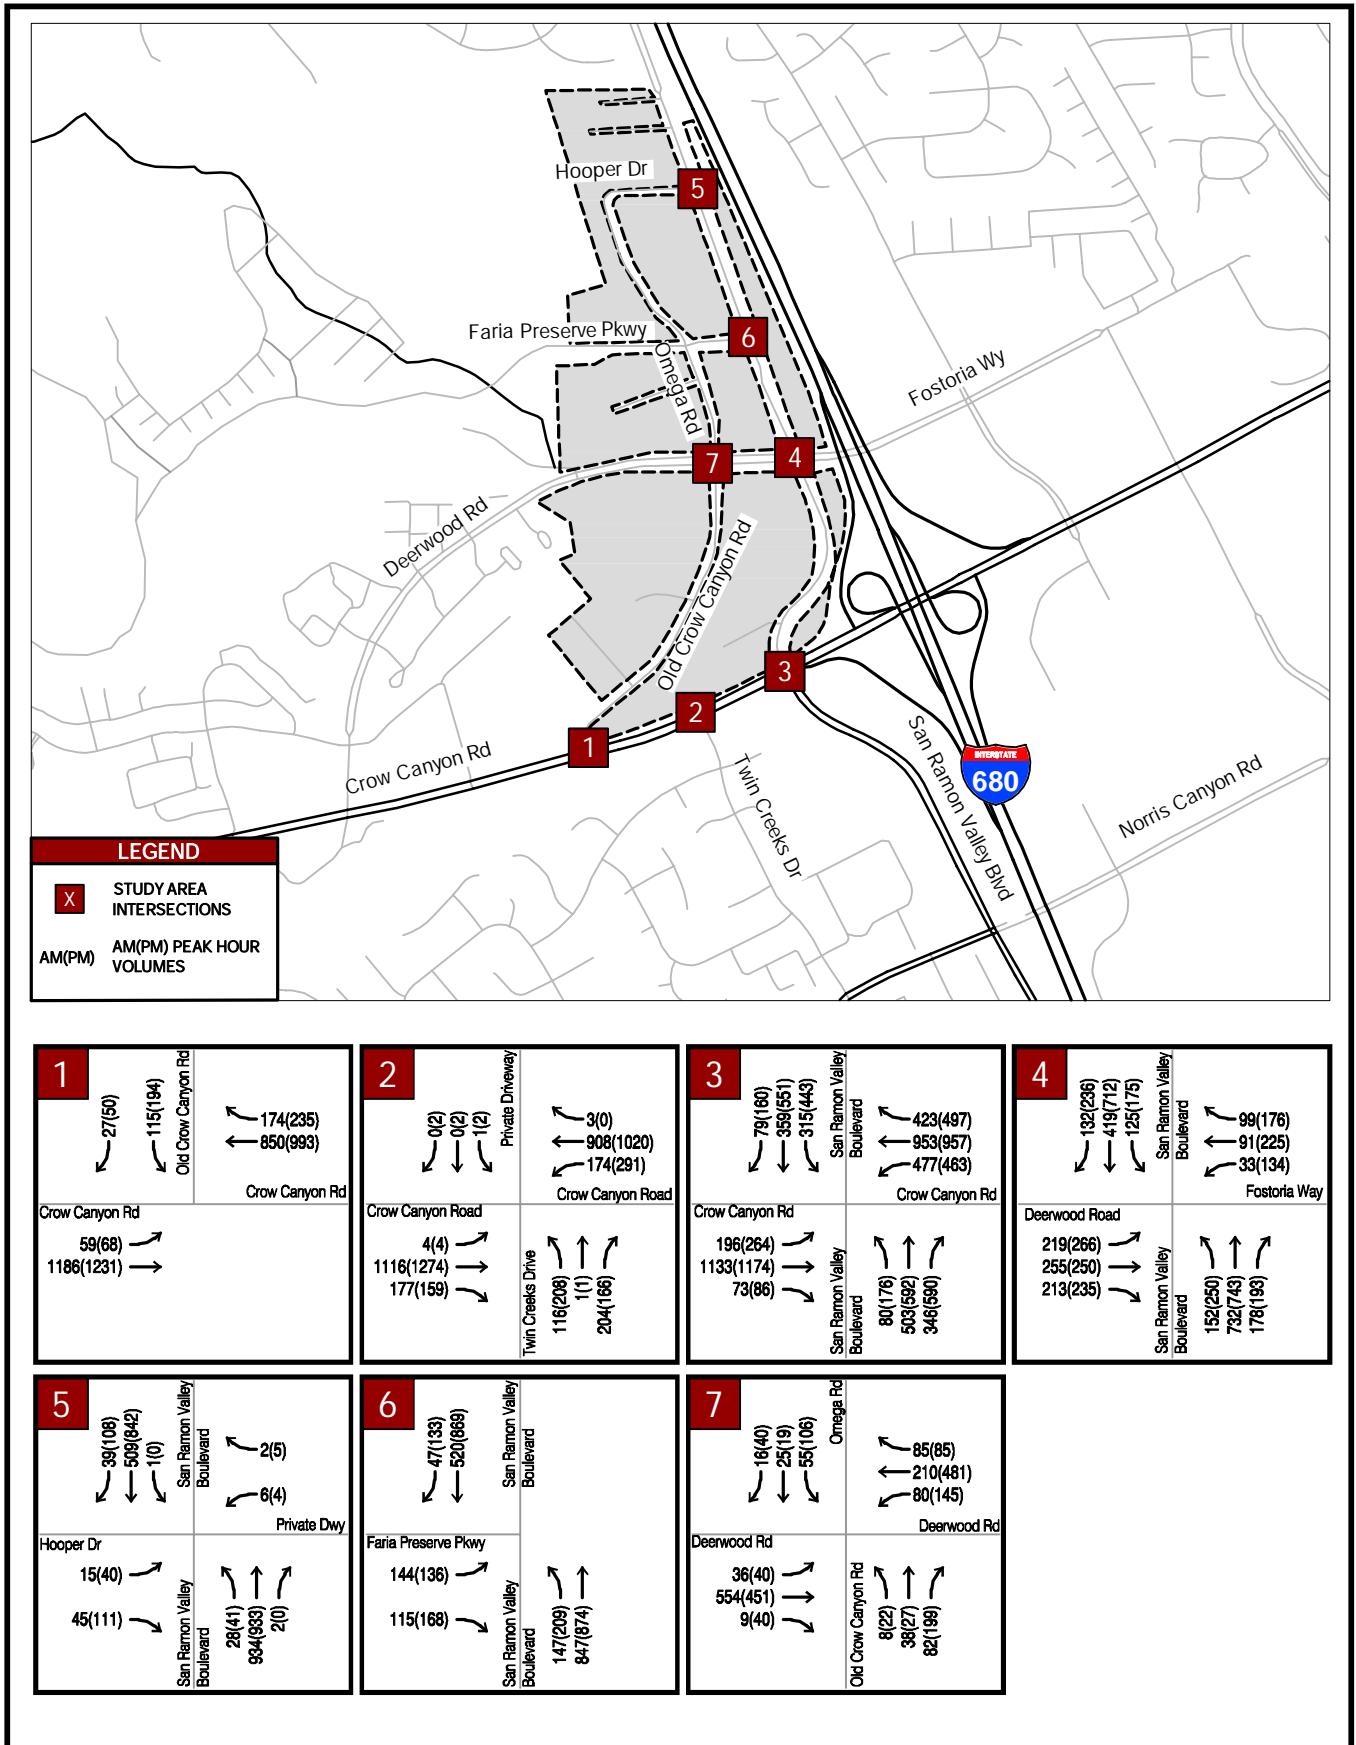 Hooper Dr
5
Faria Preserve Pkwy
6
Omega Rd
Fostoria Wy
7
4
Deerwood Rd
Old Crow Canyon Rd
3
2
1
Crow Canyon Rd
Twin Creeks Dr
San Ramon Valley Blvd
INTERSTATE
680
Norris Canyon Rd
LEGEND
X
STUDY AREA
INTERSECTIONS
AM(PM)
AM(PM) PEAK HOUR
VOLUMES
1
27(50)
115(194)
Old Crow Canyon Rd
174(235)
850(993)
Crow Canyon Rd
Crow Canyon Rd
59(68)
1186(1231)
2
0(2)
0(2)
1(2)
Private Driveway
3(0)
908(1020)
174(291)
Crow Canyon Road
Crow Canyon Road
4(4)
1116(1274)
177(159)
Twin Creeks Drive
116(208)
1(1)
204(166)
3
79(160)
359(551)
315(443)
San Ramon Valley
Boulevard
423(497)
953(957)
477(463)
Crow Canyon Rd
Crow Canyon Rd
196(264)
1133(1174)
73(86)
San Ramon Valley
Boulevard
80(176)
503(592)
346(590)
4
132(236)
419(712)
125(175)
San Ramon Valley
Boulevard
99(176)
91(225)
33(134)
Fostoria Way
Deerwood Road
219(266)
255(250)
213(235)
San Ramon Valley
Boulevard
152(250)
732(743)
178(193)
5
39(108)
509(842)
1(0)
San Ramon Valley
Boulevard
2(5)
6(4)
Private Dwy
Hooper Dr
15(40)
45(111)
San Ramon Valley
Boulevard
28(41)
934(933)
2(0)
6
47(133)
520(869)
San Ramon Valley
Boulevard
Faria Preserve Pkwy
144(136)
115(168)
San Ramon Valley
Boulevard
147(209)
847(874)
7
16(40)
25(19)
55(106)
Omega Rd
85(85)
210(481)
80(145)
Deerwood Rd
Deerwood Rd
36(40)
554(451)
9(40)
Old Crow Canyon Rd
8(22)
38(27)
82(199)